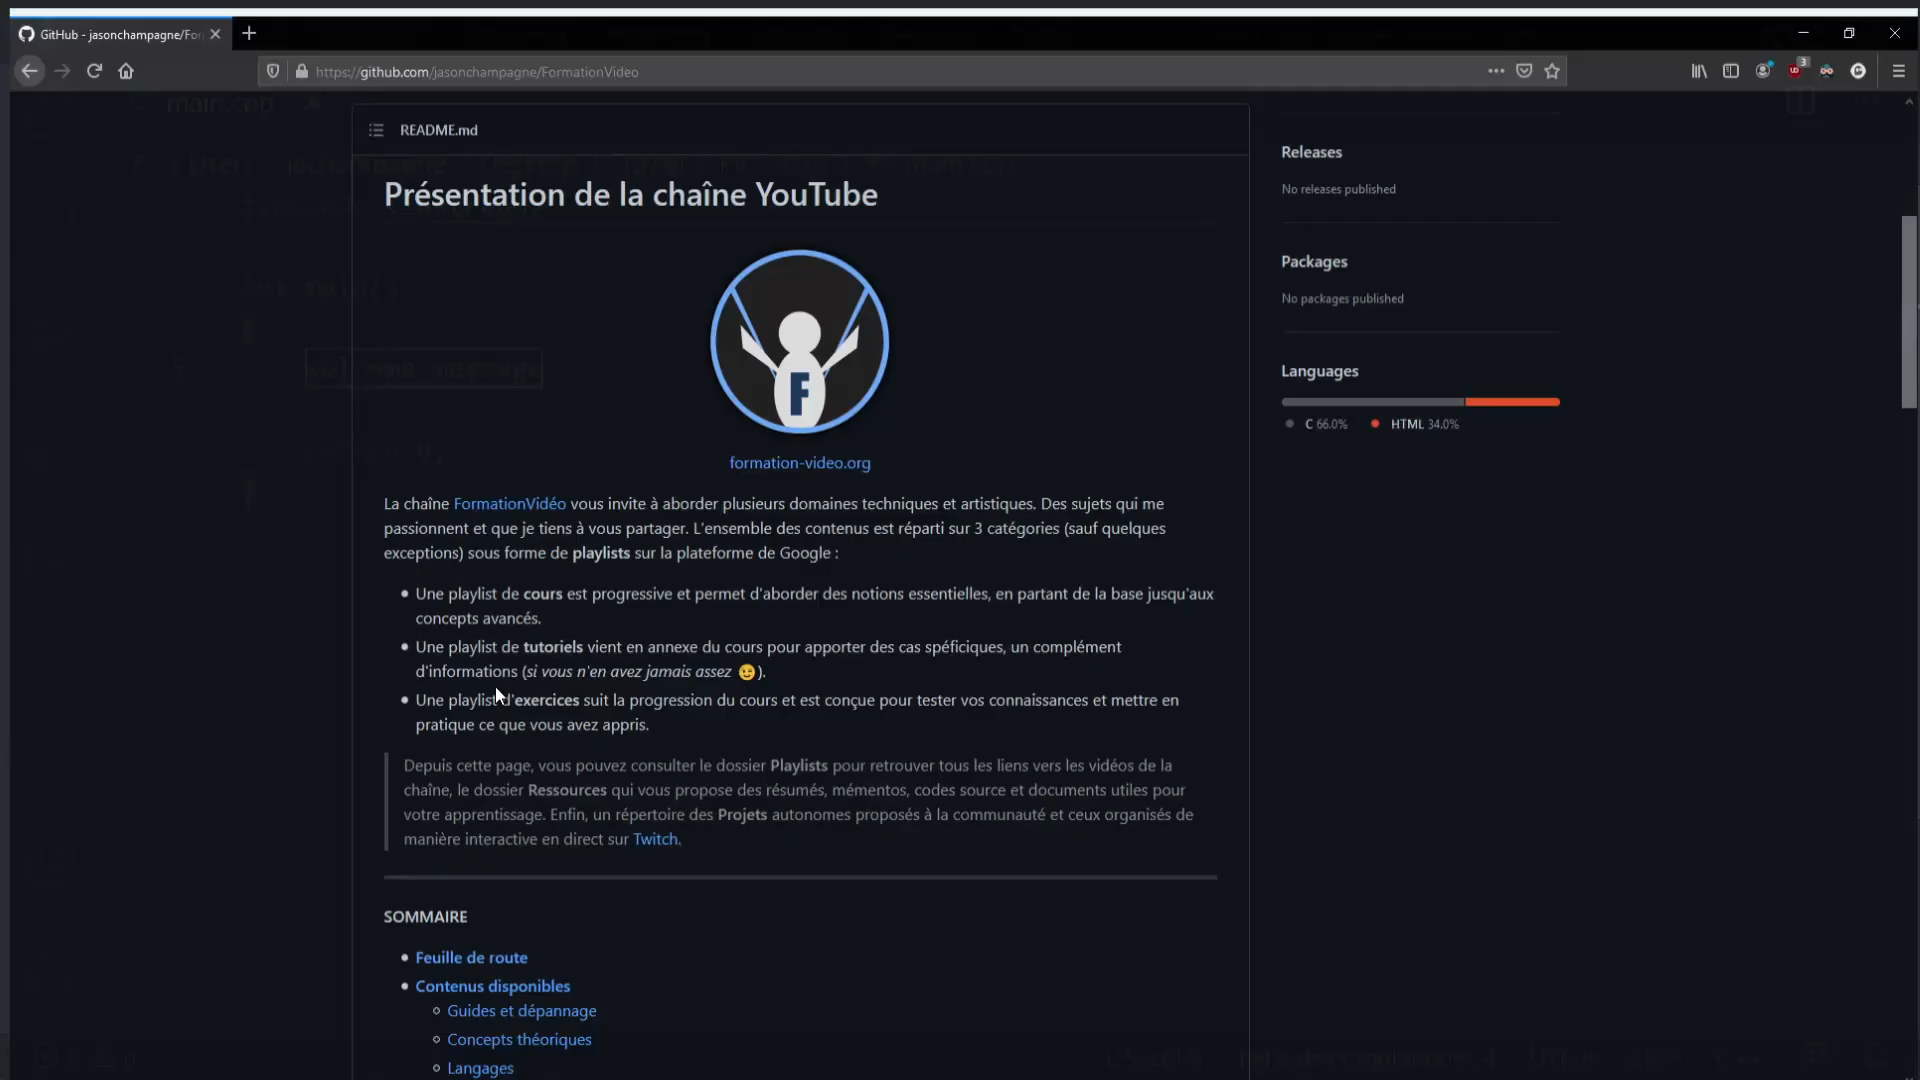 GitHub - jasonchampagne/For
https://github.com/jasonchampagne/FormationVideo
3
main.cpp
README.md
Présentation de la chaîne YouTube
F
formation-video.org
La chaîne FormationVidéo vous invite à aborder plusieurs domaines techniques et artistiques. Des sujets qui me
passionnent et que je tiens à vous partager. L'ensemble des contenus est réparti sur 3 catégories (sauf quelques
exceptions) sous forme de playlists sur la plateforme de Google :
Une playlist de cours est progressive et permet d'aborder des notions essentielles, en partant de la base jusqu'aux
concepts avancés.
Une playlist de tutoriels vient en annexe du cours pour apporter des cas spéficiques, un complément
d'informations (si vous n'en avez jamais assez 😉).
Une playlist d'exercices suit la progression du cours et est conçue pour tester vos connaissances et mettre en
pratique ce que vous avez appris.
Depuis cette page, vous pouvez consulter le dossier Playlists pour retrouver tous les liens vers les vidéos de la
chaîne, le dossier Ressources qui vous propose des résumés, mémentos, codes source et documents utiles pour
votre apprentissage. Enfin, un répertoire des Projets autonomes proposés à la communauté et ceux organisés de
manière interactive en direct sur Twitch.
SOMMAIRE
Feuille de route
Contenus disponibles
Guides et dépannage
Concepts théoriques
Langages
Releases
No releases published
Packages
No packages published
Languages
C 66.0% HTML 34.0%